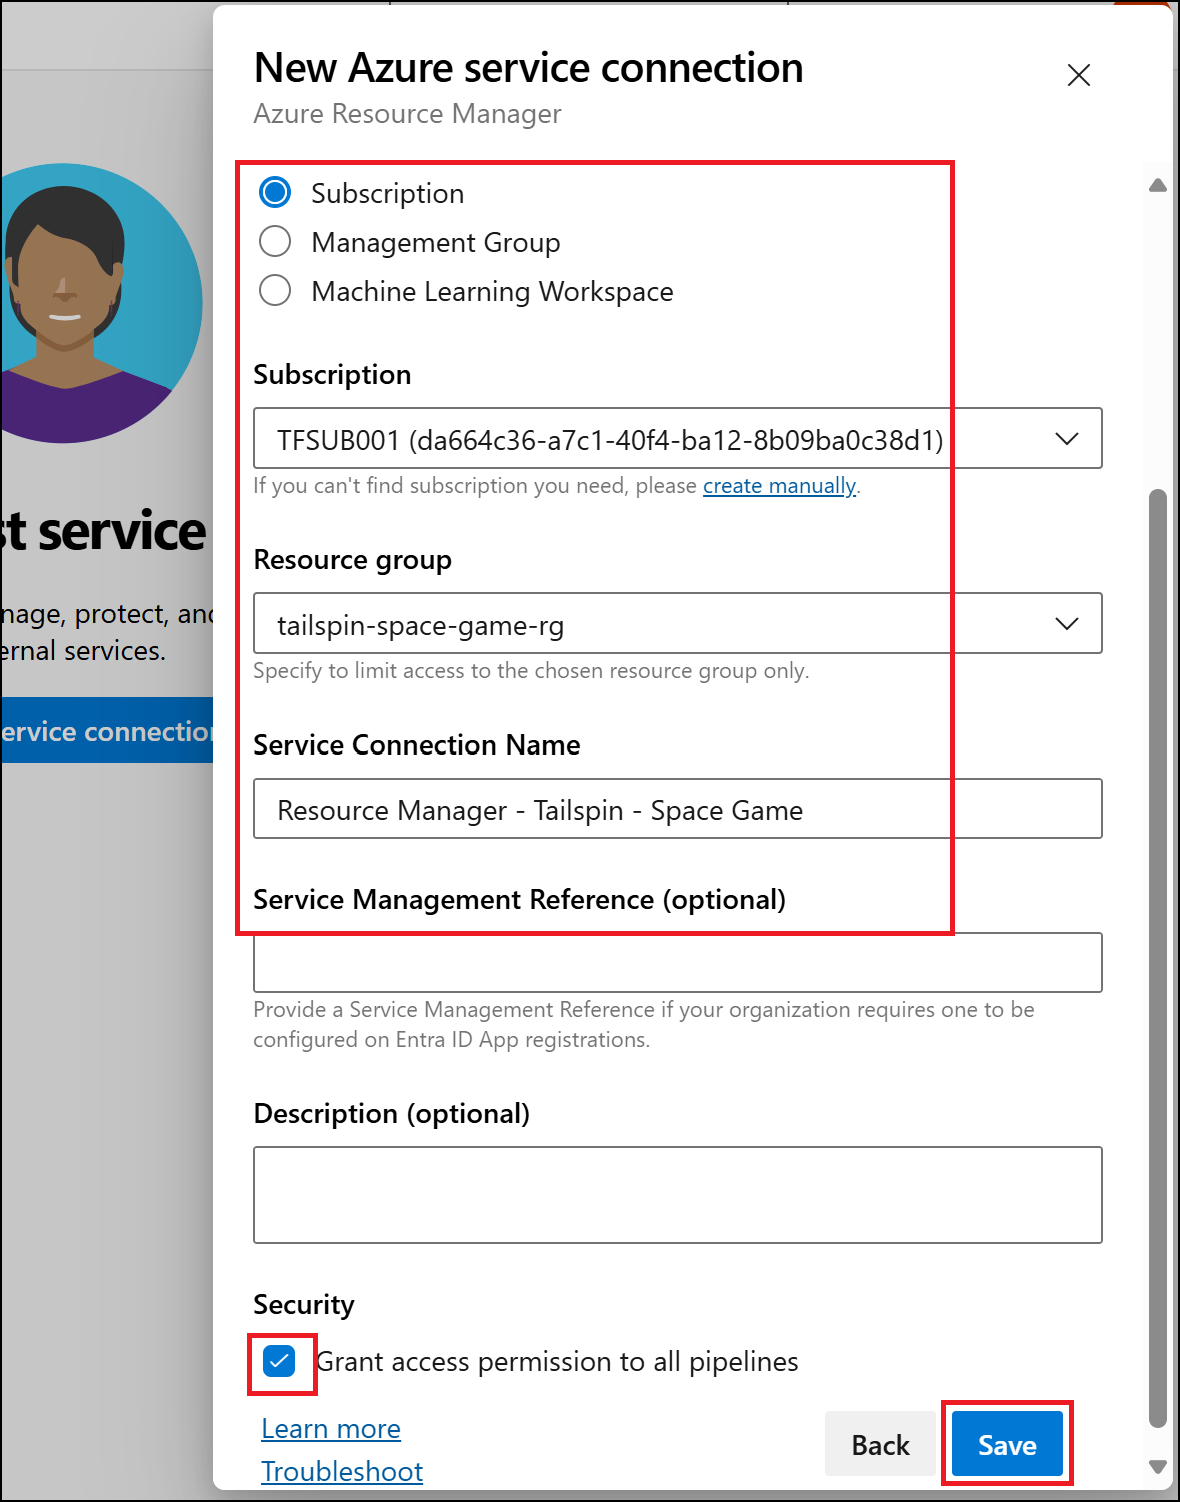 New Azure service connection
Azure Resource Manager
Subscription
Management Group
Machine Learning Workspace
Subscription
TFSUB001 (da664c36-a7c1-40f4-ba12-8b09ba0c38d1)
If you can't find subscription you need, please create manually.
Resource group
tailspin-space-game-rg
Specify to limit access to the chosen resource group only.
Service Connection Name
Resource Manager - Tailspin - Space Game
Service Management Reference (optional)
Provide a Service Management Reference if your organization requires one to be
configured on Entra ID App registrations.
Description (optional)
Security
Grant access permission to all pipelines
Learn more
Troubleshoot
Back
Save
st service
nage, protect, and
ernal services.
ervice connection